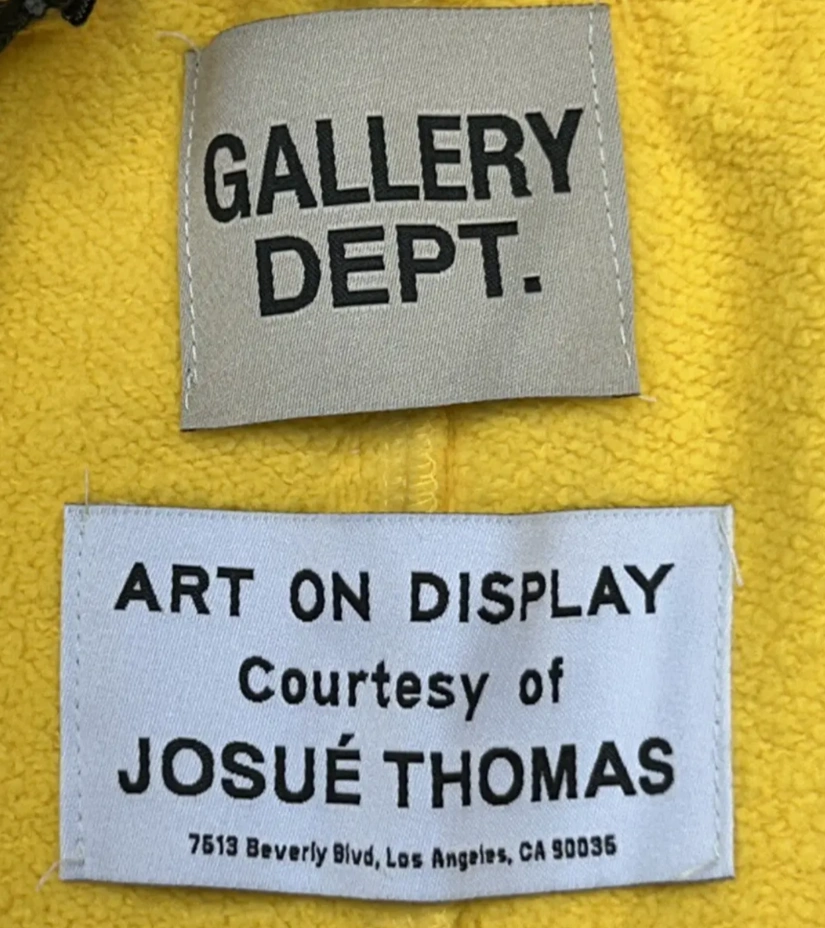 GALLERY
DEPT.
ART ON DISPLAY
Courtesy of
JOSUÉ THOMAS
7513 Beverly Blvd, Los Angeles, CA 90036